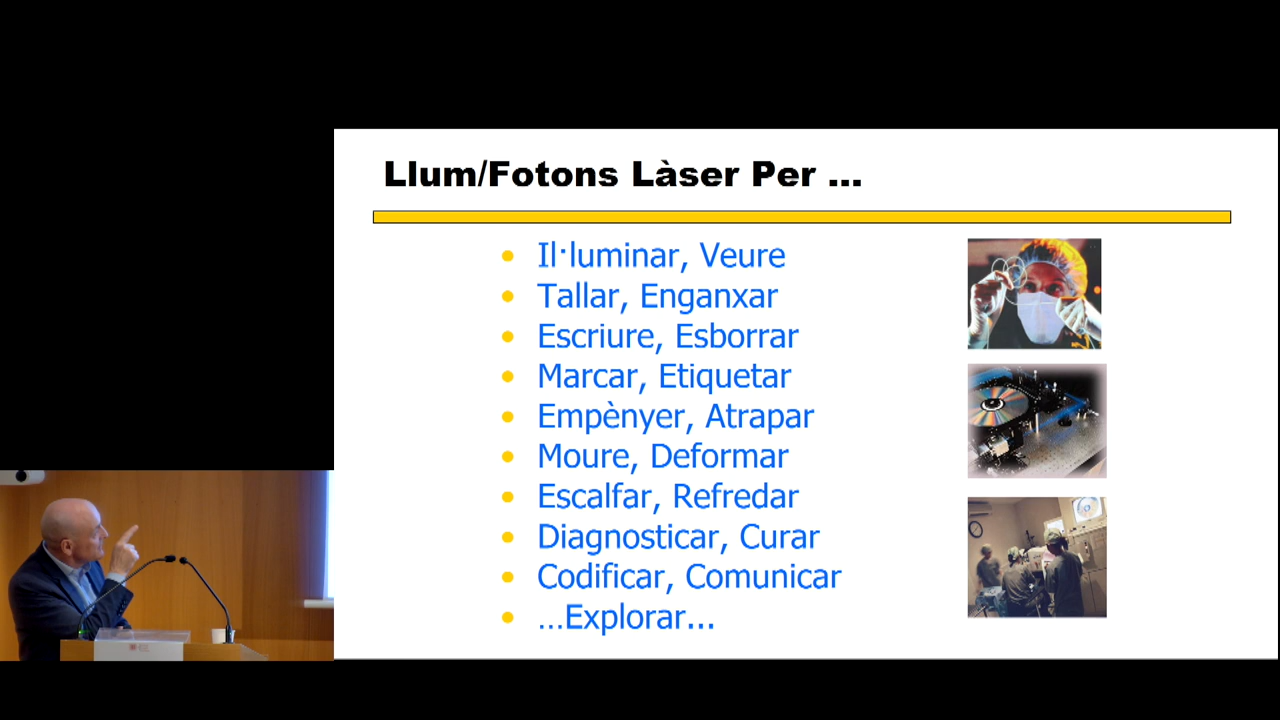 Llum/Fotons Làser Per ...
• Il·luminar, Veure
• Tallar, Enganxar
• Escriure, Esborrar
• Marcar, Etiquetar
• Empènyer, Atrapar
• Moure, Deformar
• Escalfar, Refredar
• Diagnosticar, Curar
• Codificar, Comunicar
• ...Explorar...